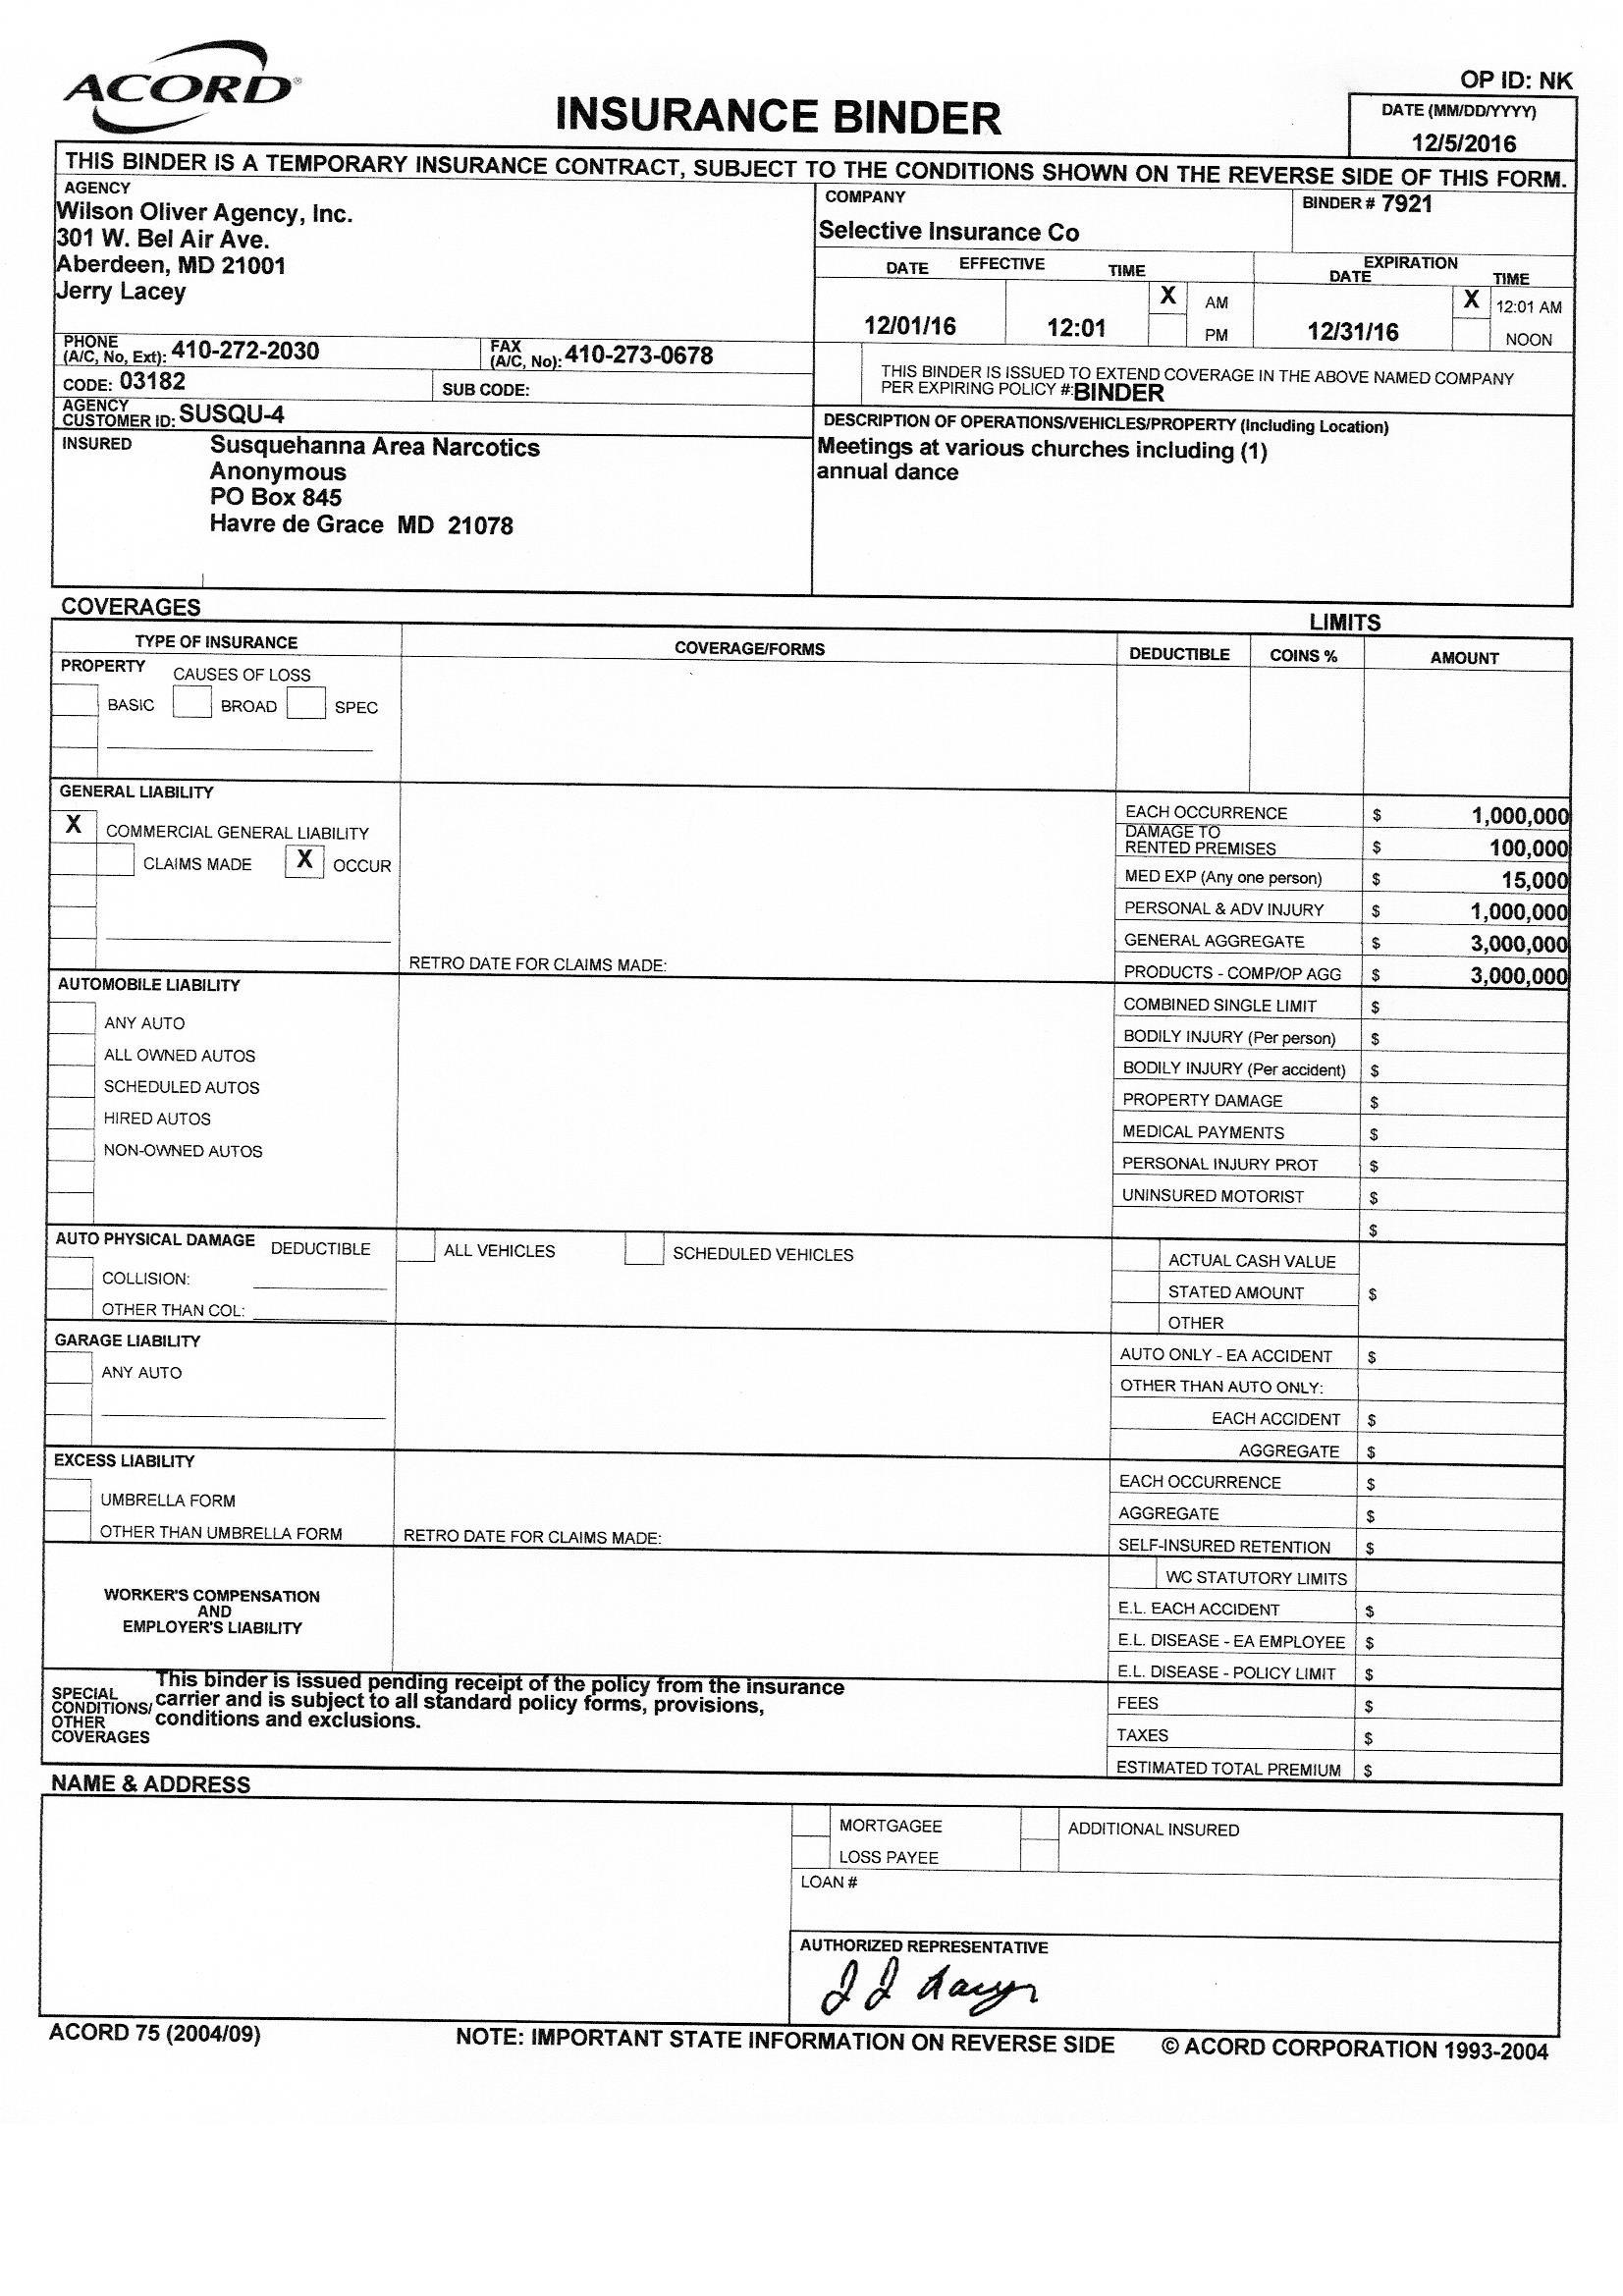 ACORD®
OP ID: NK
INSURANCE BINDER
DATE (MM/DD/YYYY)
12/5/2016
THIS BINDER IS A TEMPORARY INSURANCE CONTRACT, SUBJECT TO THE CONDITIONS SHOWN ON THE REVERSE SIDE OF THIS FORM.
AGENCY
Wilson Oliver Agency, Inc.
301 W. Bel Air Ave.
Aberdeen, MD 21001
Jerry Lacey
PHONE
(A/C, No, Ext): 410-272-2030
FAX
(A/C, No): 410-273-0678
CODE: 03182
SUB CODE:
AGENCY
CUSTOMER ID: SUSQU-4
INSURED
Susquehanna Area Narcotics
Anonymous
PO Box 845
Havre de Grace MD 21078
COMPANY
Selective Insurance Co
BINDER # 7921
EFFECTIVE
DATE
TIME
EXPIRATION
DATE
TIME
12/01/16
12:01
X AM
PM
12/31/16
X 12:01 AM
NOON
THIS BINDER IS ISSUED TO EXTEND COVERAGE IN THE ABOVE NAMED COMPANY
PER EXPIRING POLICY #: BINDER
DESCRIPTION OF OPERATIONS/VEHICLES/PROPERTY (Including Location)
Meetings at various churches including (1)
annual dance
COVERAGES
LIMITS
TYPE OF INSURANCE
COVERAGE/FORMS
DEDUCTIBLE
COINS %
AMOUNT
PROPERTY
CAUSES OF LOSS
BASIC
BROAD
SPEC
GENERAL LIABILITY
X COMMERCIAL GENERAL LIABILITY
CLAIMS MADE
X OCCUR
RETRO DATE FOR CLAIMS MADE:
EACH OCCURRENCE $ 1,000,000
DAMAGE TO
RENTED PREMISES $ 100,000
MED EXP (Any one person) $ 15,000
PERSONAL & ADV INJURY $ 1,000,000
GENERAL AGGREGATE $ 3,000,000
PRODUCTS - COMP/OP AGG $ 3,000,000
AUTOMOBILE LIABILITY
ANY AUTO
ALL OWNED AUTOS
SCHEDULED AUTOS
HIRED AUTOS
NON-OWNED AUTOS
COMBINED SINGLE LIMIT $
BODILY INJURY (Per person) $
BODILY INJURY (Per accident) $
PROPERTY DAMAGE $
MEDICAL PAYMENTS $
PERSONAL INJURY PROT $
UNINSURED MOTORIST $
$
AUTO PHYSICAL DAMAGE
DEDUCTIBLE
COLLISION:
OTHER THAN COL:
ALL VEHICLES
SCHEDULED VEHICLES
ACTUAL CASH VALUE
STATED AMOUNT $
OTHER
GARAGE LIABILITY
ANY AUTO
AUTO ONLY - EA ACCIDENT $
OTHER THAN AUTO ONLY:
EACH ACCIDENT $
AGGREGATE $
EXCESS LIABILITY
UMBRELLA FORM
OTHER THAN UMBRELLA FORM
RETRO DATE FOR CLAIMS MADE:
EACH OCCURRENCE $
AGGREGATE $
SELF-INSURED RETENTION $
WORKER'S COMPENSATION
AND
EMPLOYER'S LIABILITY
WC STATUTORY LIMITS
E.L. EACH ACCIDENT $
E.L. DISEASE - EA EMPLOYEE $
E.L. DISEASE - POLICY LIMIT $
SPECIAL
CONDITIONS/
OTHER
COVERAGES
This binder is issued pending receipt of the policy from the insurance
carrier and is subject to all standard policy forms, provisions,
conditions and exclusions.
FEES $
TAXES $
ESTIMATED TOTAL PREMIUM $
NAME & ADDRESS
MORTGAGEE
LOSS PAYEE
ADDITIONAL INSURED
LOAN #
AUTHORIZED REPRESENTATIVE
ACORD 75 (2004/09)
NOTE: IMPORTANT STATE INFORMATION ON REVERSE SIDE
© ACORD CORPORATION 1993-2004